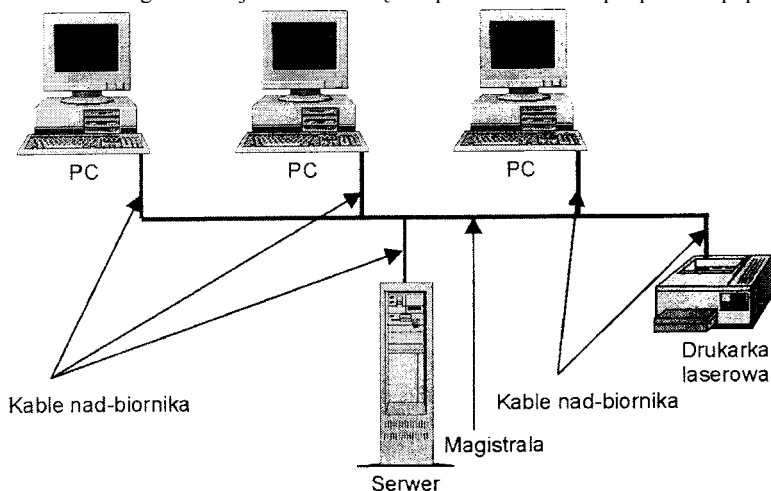 PC
PC
PC
Drukarka
laserowa
Kable nad-biornika
Kable nad-biornika
Magistrala
Serwer